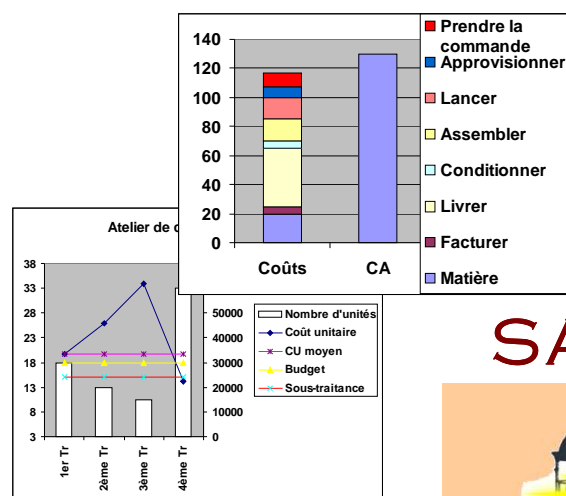 Prendre la
commande
Approvisionner
Lancer
Assembler
Conditionner
Livrer
Facturer
Matière
140
120
100
80
60
40
20
0
Coûts
CA
Atelier de
38
33
28
23
18
13
8
3
50000
40000
30000
20000
10000
0
1er Tr
2ème Tr
3ème Tr
4ème Tr
Nombre d'unités
Coût unitaire
CU moyen
Budget
Sous-traitance